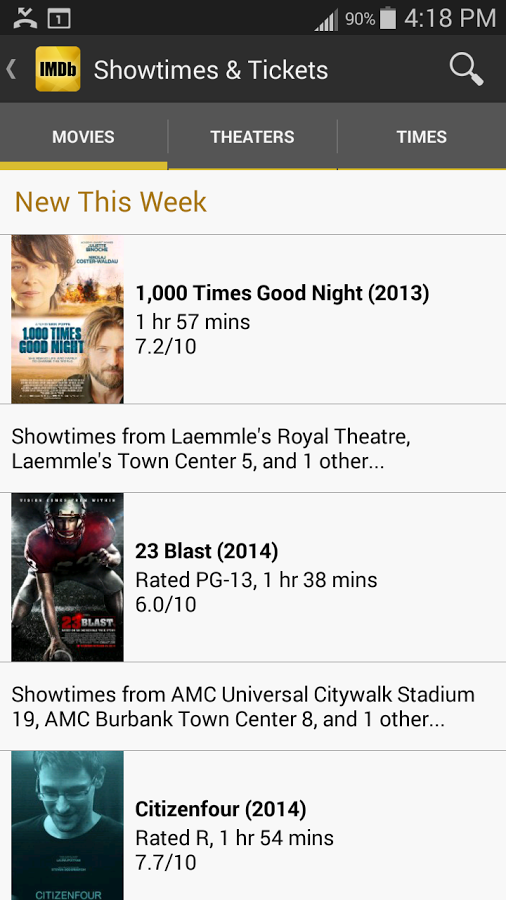 1
90%
4:18 PM
IMDb
Showtimes & Tickets
MOVIES
THEATERS
TIMES
New This Week
JULIETTE
BINOCHE
NIKOLAJ
COSTER-WALDAU
1,000 TIMES
GOOD NIGHT
1,000 Times Good Night (2013)
1 hr 57 mins
7.2/10
Showtimes from Laemmle's Royal Theatre,
Laemmle's Town Center 5, and 1 other...
23 BLAST
23 Blast (2014)
Rated PG-13, 1 hr 38 mins
6.0/10
Showtimes from AMC Universal Citywalk Stadium
19, AMC Burbank Town Center 8, and 1 other...
CITIZENFOUR
Citizenfour (2014)
Rated R, 1 hr 54 mins
7.7/10